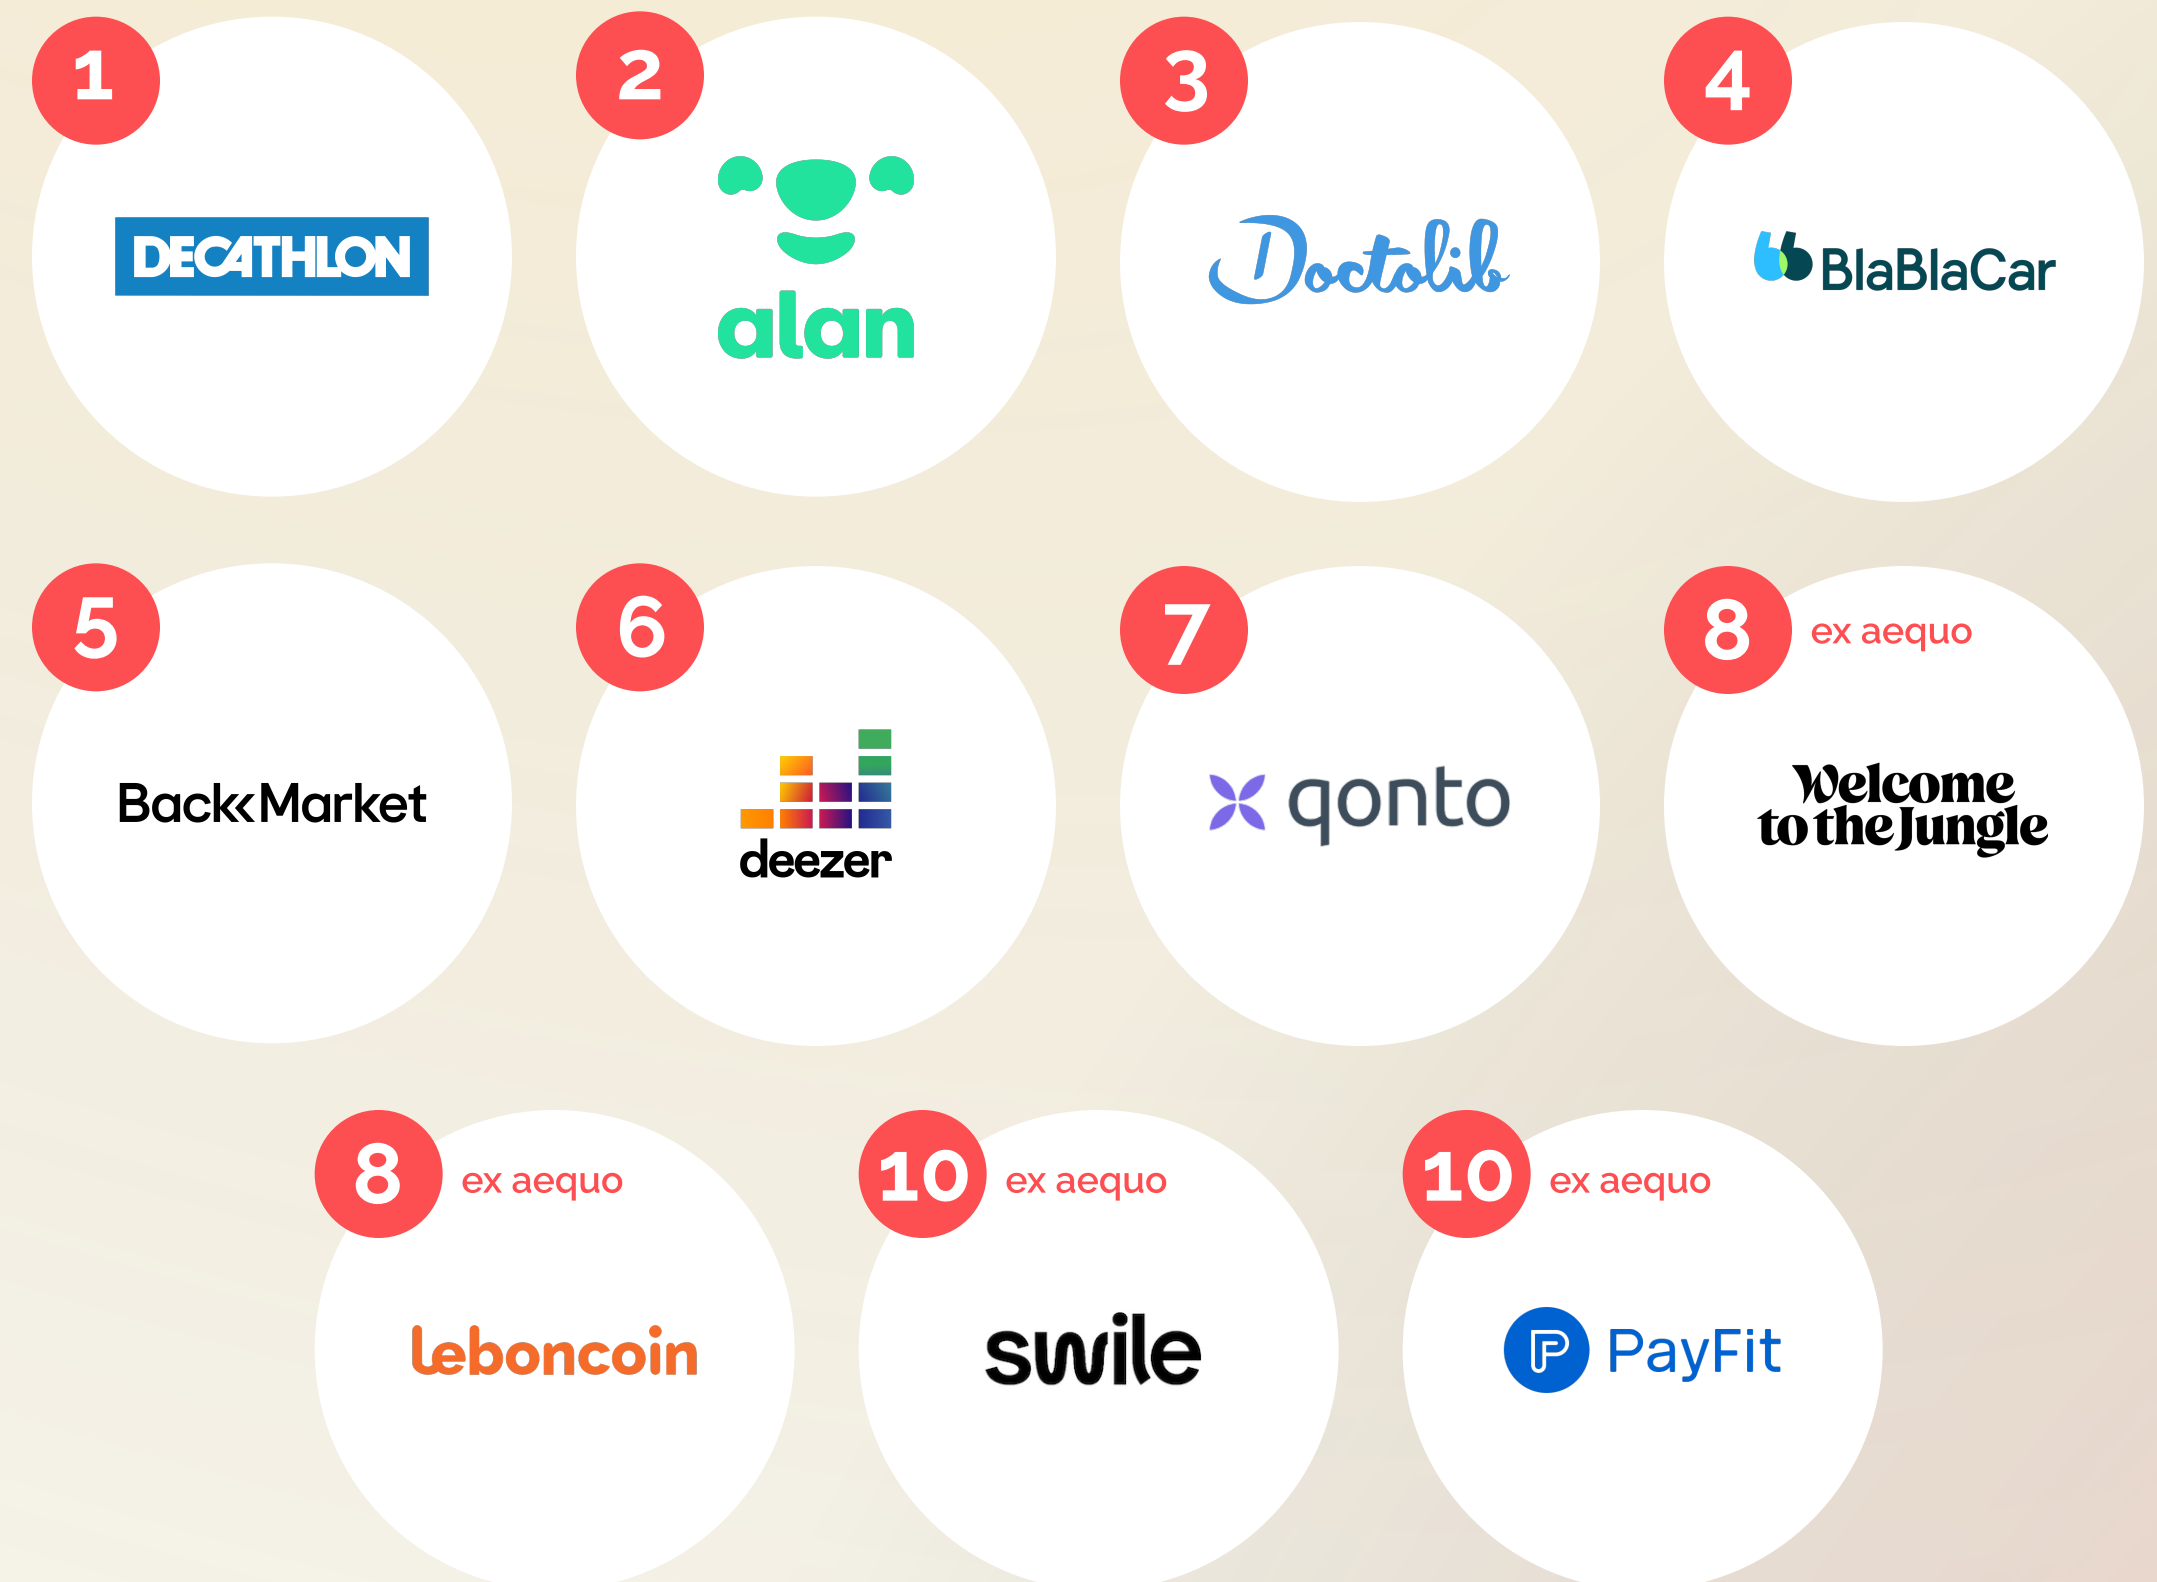 1
DECATHLON
2
alan
3
Doctolib
4
BlaBlaCar
5
BackMarket
6
deezer
7
qonto
8 ex aequo
Welcome
to the Jungle
8 ex aequo
leboncoin
10 ex aequo
swile
10 ex aequo
PayFit